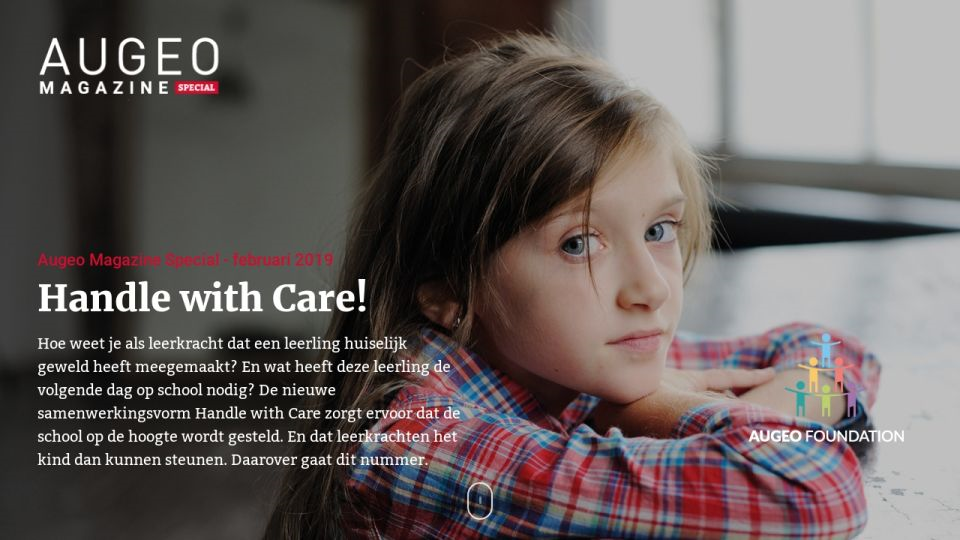 AUGEO
MAGAZINE SPECIAL
Augeo Magazine Special - februari 2019
Handle with Care!
Hoe weet je als leerkracht dat een leerling huiselijk
geweld heeft meegemaakt? En wat heeft deze leerling de
volgende dag op school nodig? De nieuwe
samenwerkingsvorm Handle with Care zorgt ervoor dat de
school op de hoogte wordt gesteld. En dat leerkrachten het
kind dan kunnen steunen. Daarover gaat dit nummer.
AUGEO FOUNDATION